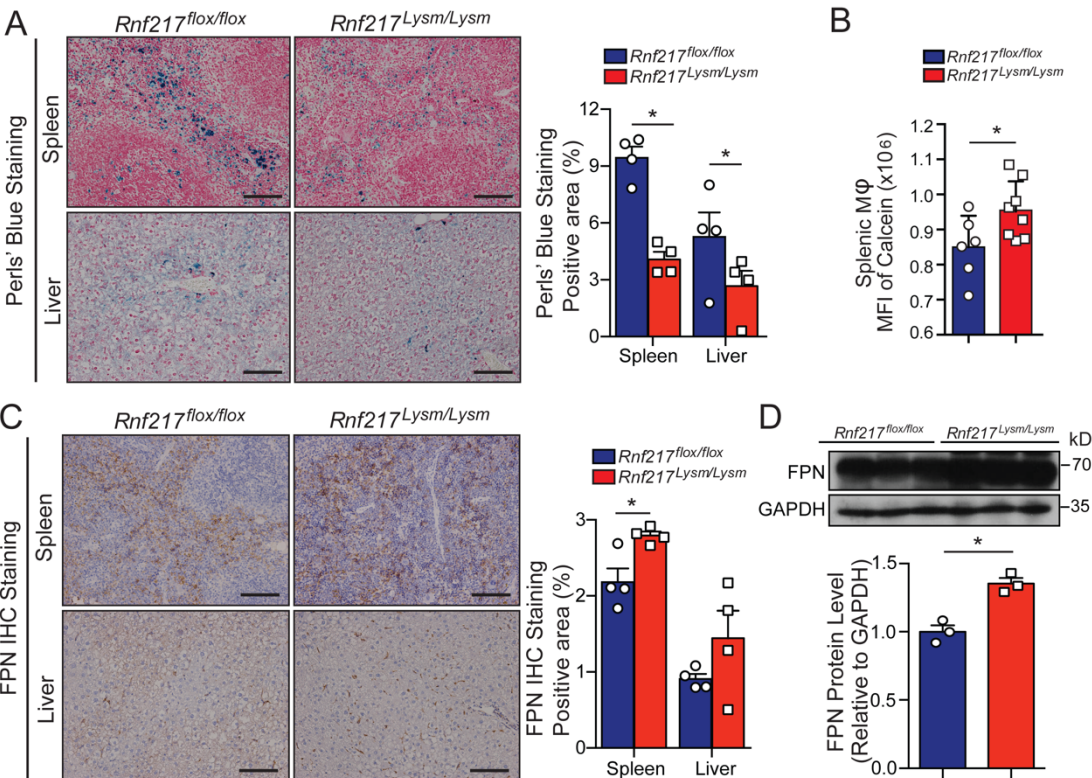 A
Rnf217flox/flox
Rnf217Lysm/Lysm
Perls' Blue Staining
Spleen
Liver
Rnf217flox/flox
Rnf217Lysm/Lysm
Perls' Blue Staining
Positive area (%)
12
9
6
3
0
*
*
Spleen
Liver
B
Rnf217flox/flox
Rnf217Lysm/Lysm
Splenic Mφ
MFI of Calcein (x106)
1.2
1.1
1.0
0.9
0.8
0.7
0.6
*
C
Rnf217flox/flox
Rnf217Lysm/Lysm
FPN IHC Staining
Spleen
Liver
Rnf217flox/flox
Rnf217Lysm/Lysm
FPN IHC Staining
Positive area (%)
3
2
1
0
*
Spleen
Liver
D
Rnf217flox/flox
Rnf217Lysm/Lysm
kD
FPN
70
GAPDH
35
FPN Protein Level
(Relative to GAPDH)
1.5
1.0
1.5
0.0
*